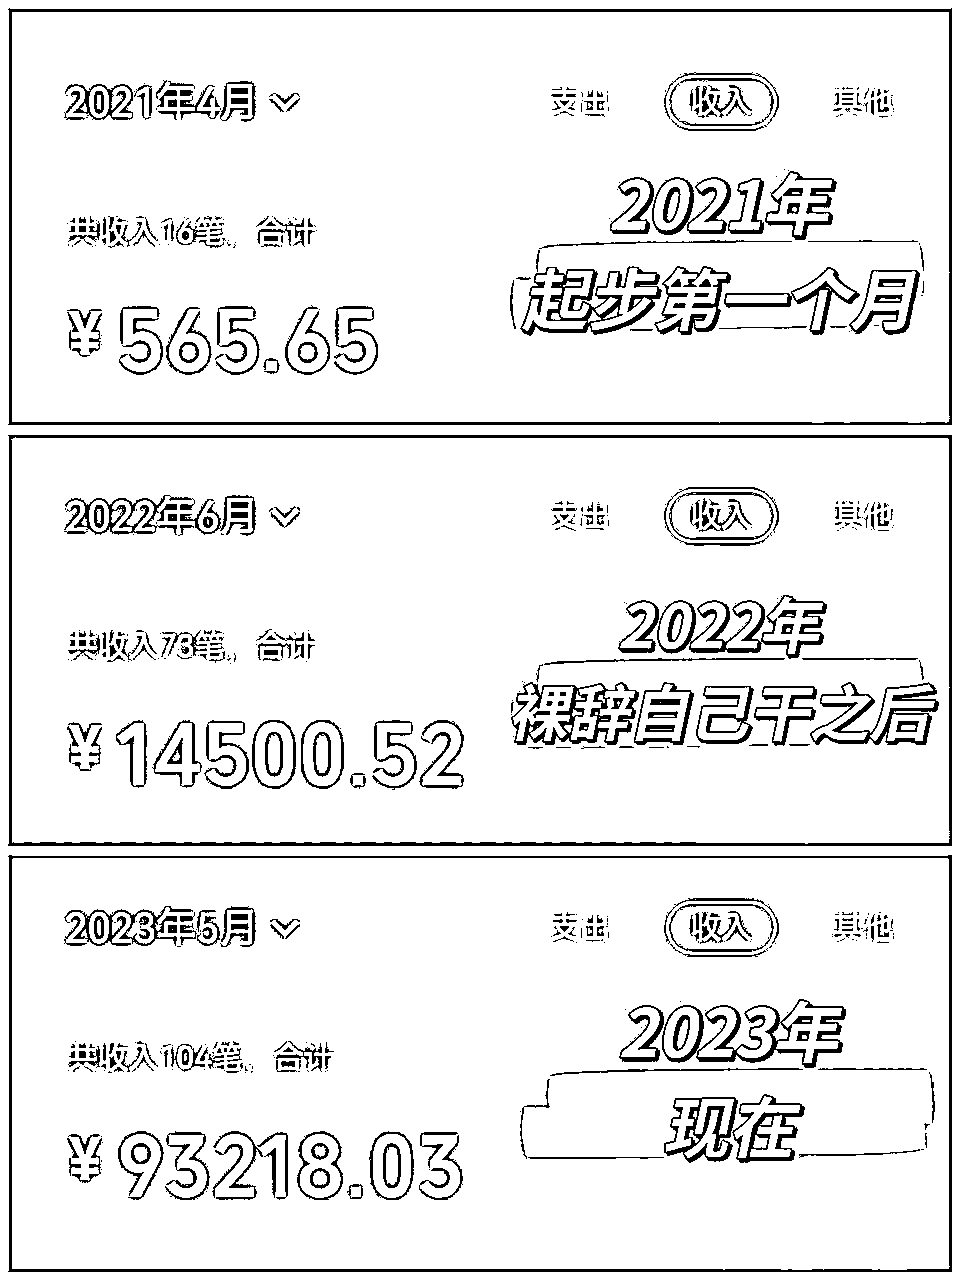 2021年4月
支出 收入 其他
2021年
共收入16笔，合计
起步第一个月
¥565.65
2022年6月
支出 收入 其他
2022年
共收入78笔，合计
裸辞自己干之后
¥14500.52
2023年5月
支出 收入 其他
2023年
共收入104笔，合计
现在
¥93218.03